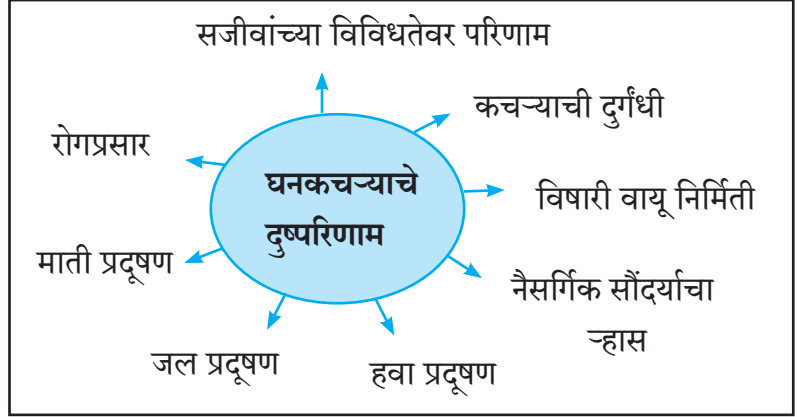 सजीवांच्या विविधतेवर परिणाम
कचऱ्याची दुर्गंधी
विषारी वायू निर्मिती
नैसर्गिक सौंदर्याचा
ऱ्हास
हवा प्रदूषण
जल प्रदूषण
माती प्रदूषण
रोगप्रसार
घनकचऱ्याचे
दुष्परिणाम